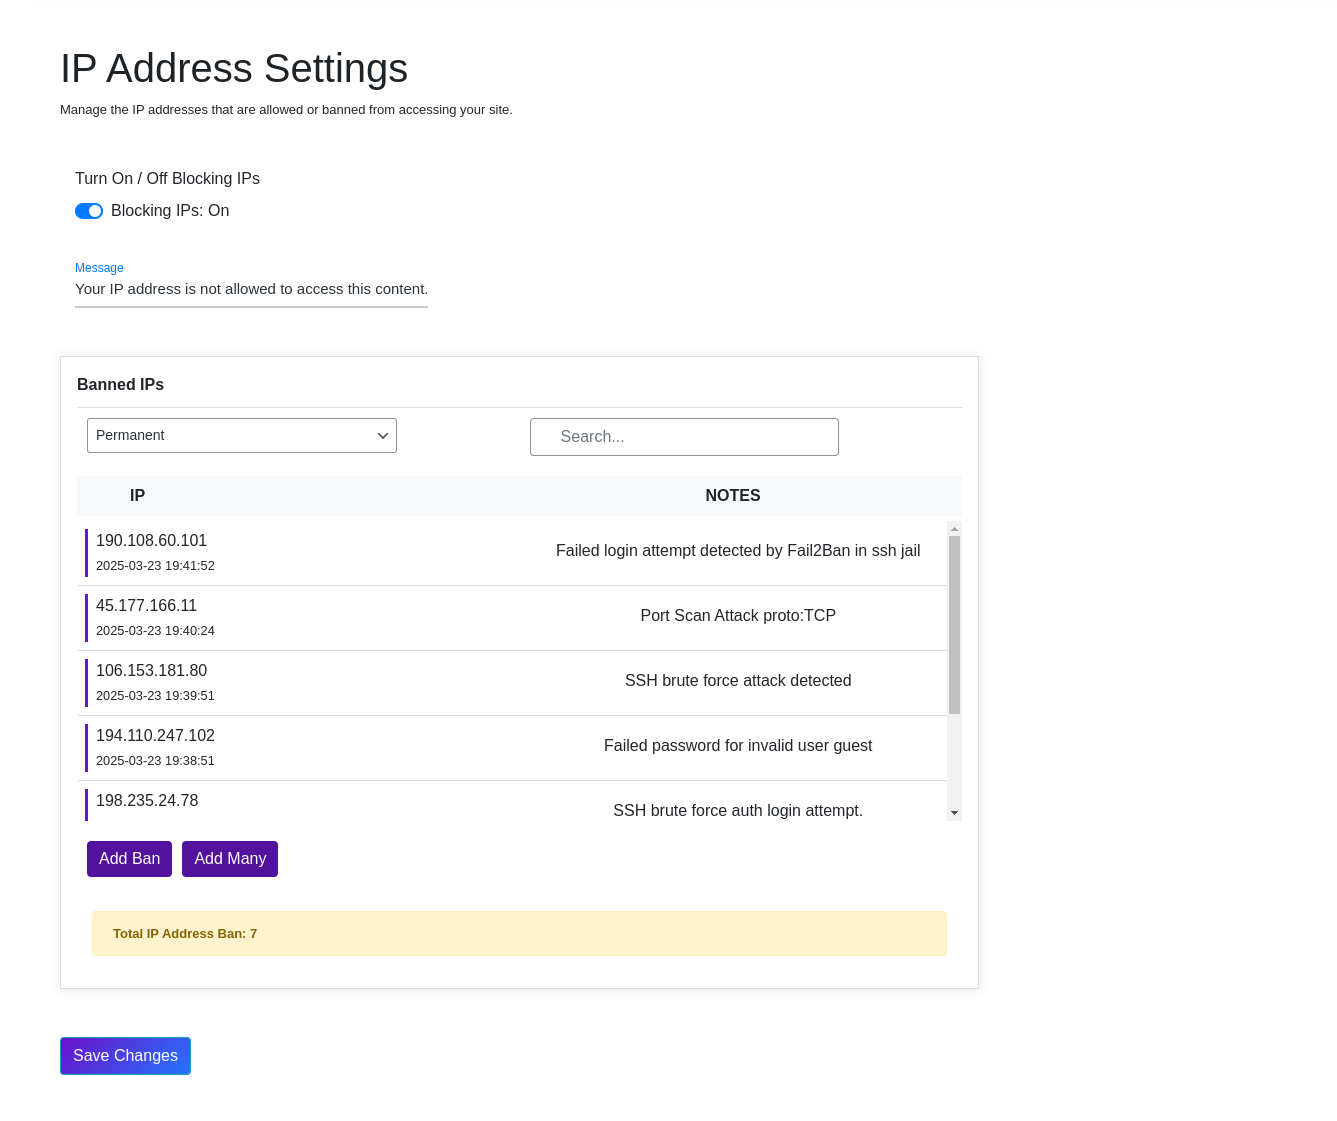 IP Address Settings
Manage the IP addresses that are allowed or banned from accessing your site.
Turn On / Off Blocking IPs
Blocking IPs: On
Message
Your IP address is not allowed to access this content.
Banned IPs
Permanent
Search...
IP NOTES
190.108.60.101
2025-03-23 19:41:52
Failed login attempt detected by Fail2Ban in ssh jail
45.177.166.11
2025-03-23 19:40:24
Port Scan Attack proto:TCP
106.153.181.80
2025-03-23 19:39:51
SSH brute force attack detected
194.110.247.102
2025-03-23 19:38:51
Failed password for invalid user guest
198.235.24.78
SSH brute force auth login attempt.
Add Ban Add Many
Total IP Address Ban: 7
Save Changes